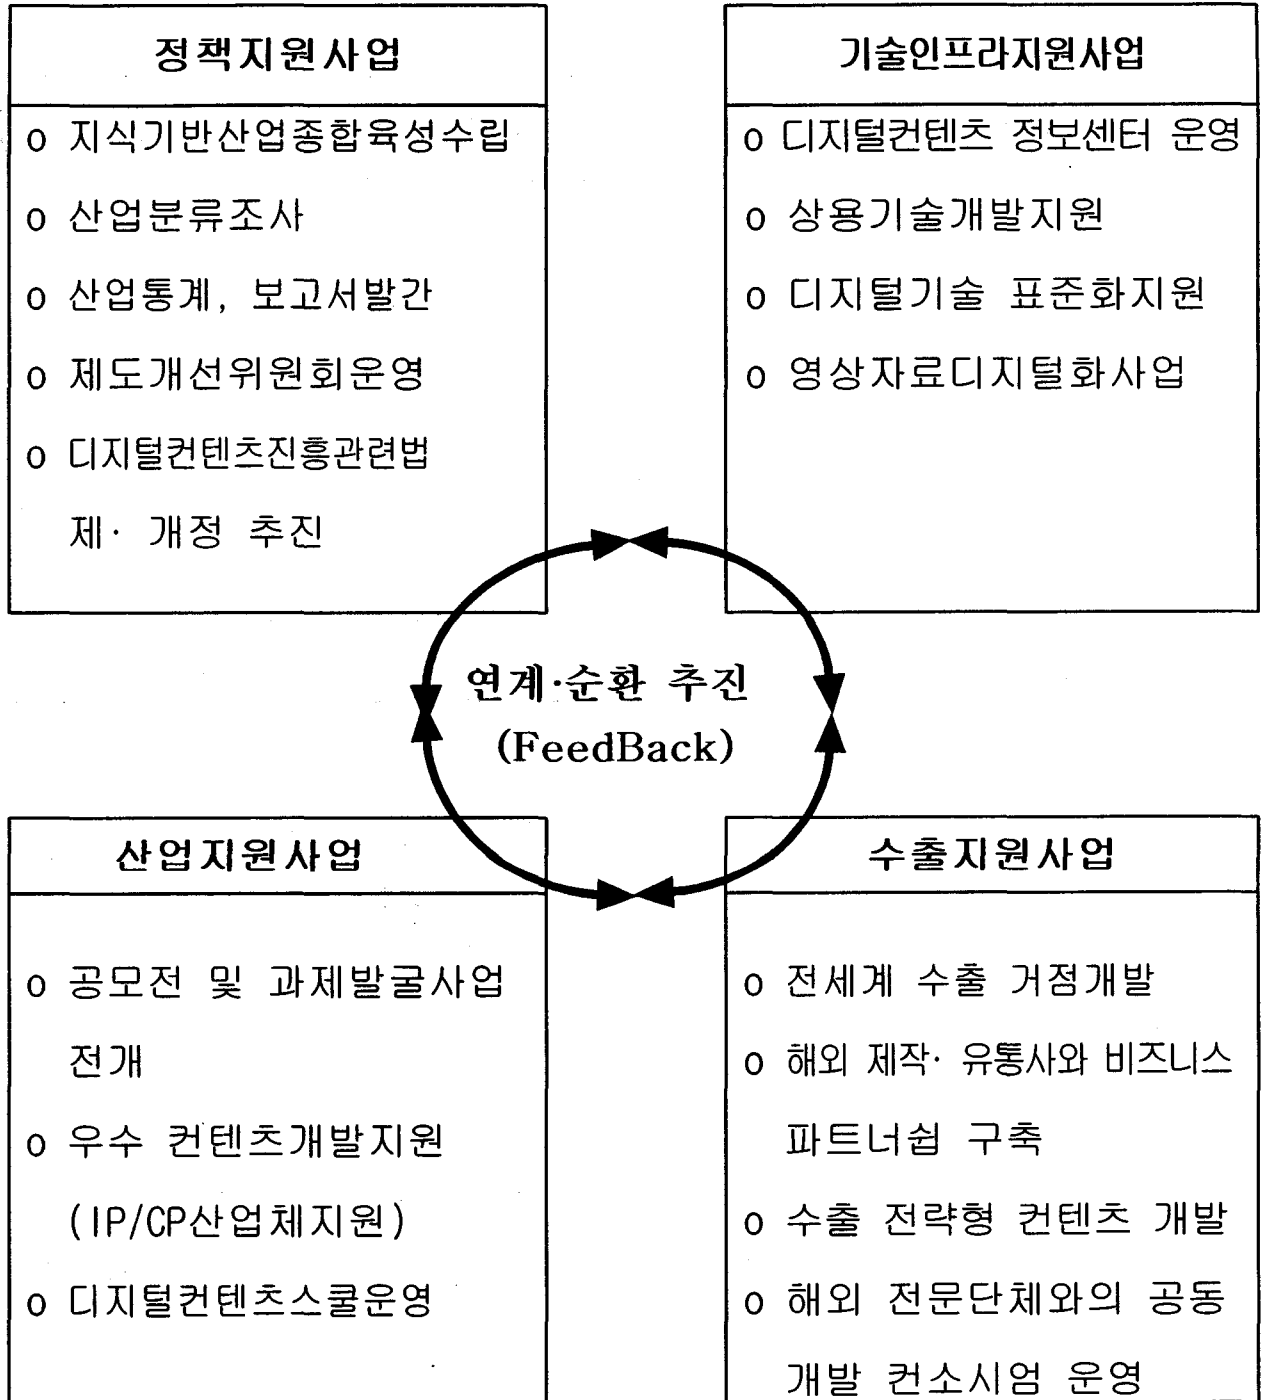 정책지원사업
o 지식기반산업종합육성수립
o 산업분류조사
o 산업통계, 보고서발간
o 제도개선위원회운영
o 디지털컨텐츠진흥관련법
제· 개정 추진
기술인프라지원사업
o 디지털컨텐츠 정보센터 운영
o 상용기술개발지원
o 디지털기술 표준화지원
o 영상자료디지털화사업
연계·순환 추진
(FeedBack)
산업지원사업
o 공모전 및 과제발굴사업
전개
o 우수 컨텐츠개발지원
(IP/CP산업체지원)
o 디지털컨텐츠스쿨운영
수출지원사업
o 전세계 수출 거점개발
o 해외 제작· 유통사와 비즈니스
파트너쉽 구축
o 수출 전략형 컨텐츠 개발
o 해외 전문단체와의 공동
개발 컨소시엄 운영